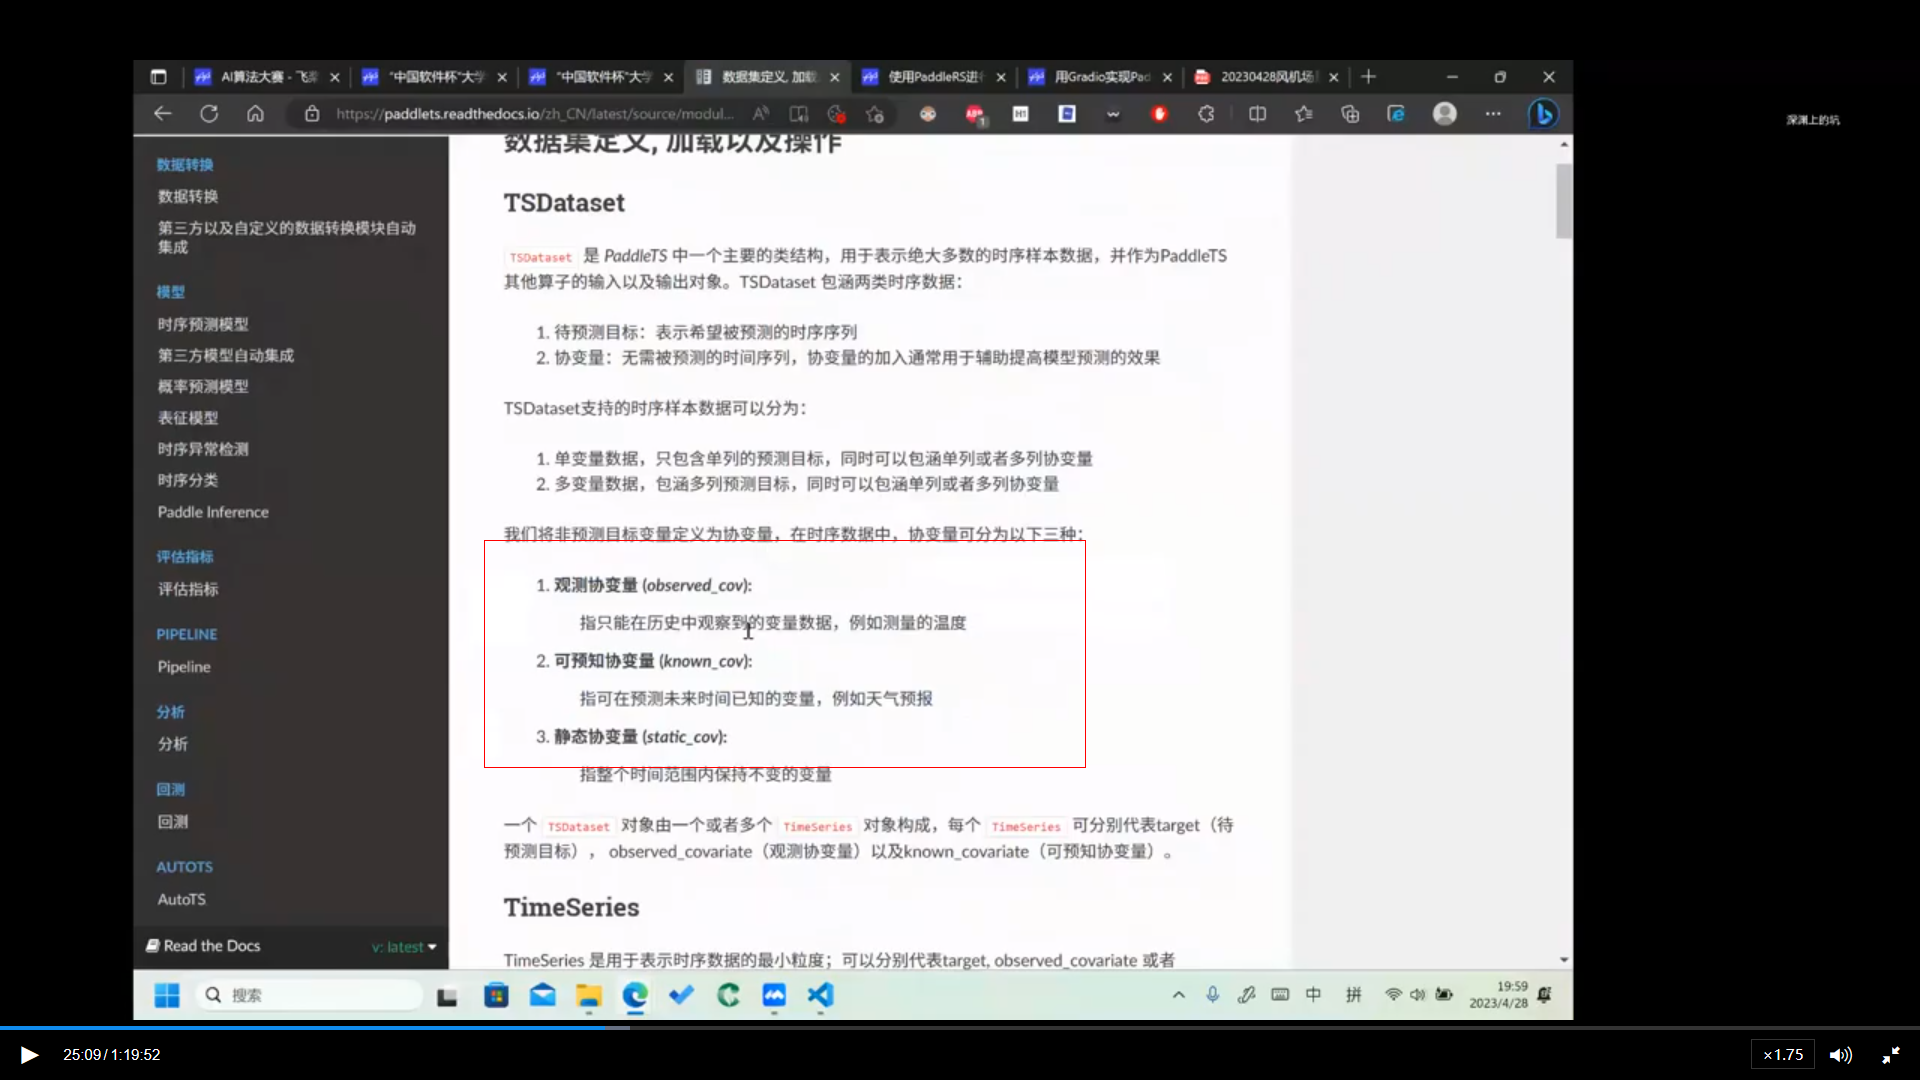 AI算法大赛 - 飞桨
"中国软件杯"大学
"中国软件杯"大学
数据集定义, 加载
使用PaddleRS进行
用Gradio实现Pad
20230428风机场
https://paddlets.readthedocs.io/zh_CN/latest/source/modul...
深渊上的坑
数据转换
数据转换
第三方以及自定义的数据转换模块自动
集成
模型
时序预测模型
第三方模型自动集成
概率预测模型
表征模型
时序异常检测
时序分类
Paddle Inference
评估指标
评估指标
PIPELINE
Pipeline
分析
分析
回测
回测
AUTOTS
AutoTS
Read the Docs
v: latest
数据集定义, 加载以及操作
TSDataset
TSDataset 是 PaddleTS 中一个主要的类结构，用于表示绝大多数的时序样本数据，并作为PaddleTS
其他算子的输入以及输出对象。TSDataset 包涵两类时序数据：
1. 待预测目标：表示希望被预测的时序序列
2. 协变量：无需被预测的时间序列，协变量的加入通常用于辅助提高模型预测的效果
TSDataset支持的时序样本数据可以分为：
1. 单变量数据，只包含单列的预测目标，同时可以包涵单列或者多列协变量
2. 多变量数据，包涵多列预测目标，同时可以包涵单列或者多列协变量
我们将非预测目标变量定义为协变量，在时序数据中，协变量可分为以下三种：
1. 观测协变量 (observed_cov):
指只能在历史中观察到的变量数据，例如测量的温度
2. 可预知协变量 (known_cov):
指可在预测未来时间已知的变量，例如天气预报
3. 静态协变量 (static_cov):
指整个时间范围内保持不变的变量
一个 TSDataset 对象由一个或者多个 TimeSeries 对象构成，每个 TimeSeries 可分别代表target（待
预测目标），observed_covariate（观测协变量）以及known_covariate（可预知协变量）。
TimeSeries
TimeSeries 是用于表示时序数据的最小粒度；可以分别代表target, observed_covariate 或者
搜索
中
拼
19:59
2023/4/28
25:09/1:19:52
×1.75